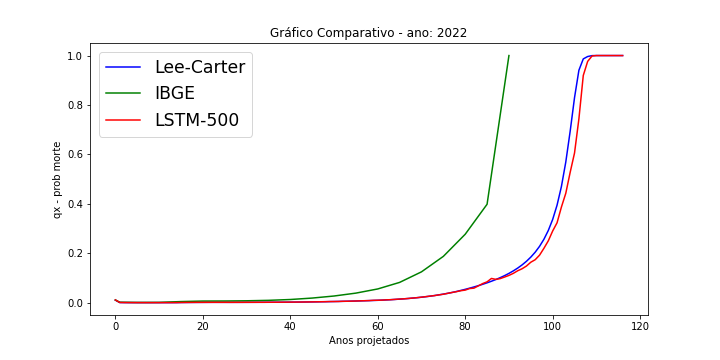 Gráfico Comparativo - ano: 2022
Lee-Carter
IBGE
LSTM-500
qx - prob morte
1.0
0.8
0.6
0.4
0.2
0.0
0 20 40 60 80 100 120
Anos projetados